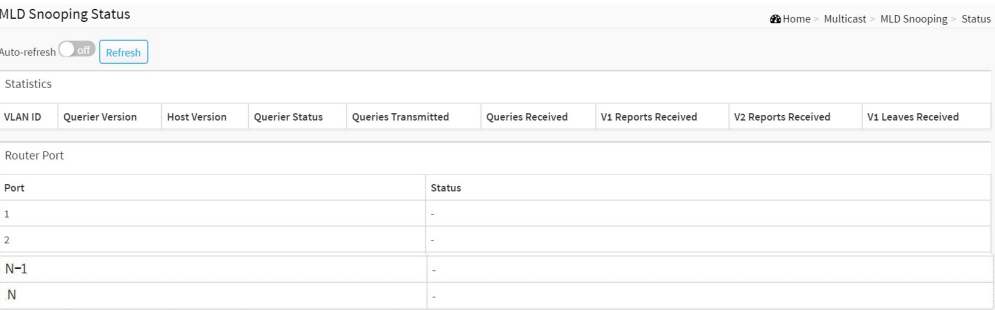 MLD Snooping Status
Home > Multicast > MLD Snooping > Status
Auto-refresh off Refresh
Statistics
VLAN ID Querier Version Host Version Querier Status Queries Transmitted Queries Received V1 Reports Received V2 Reports Received V1 Leaves Received
Router Port
Port Status
1 -
2 -
N-1 -
N -